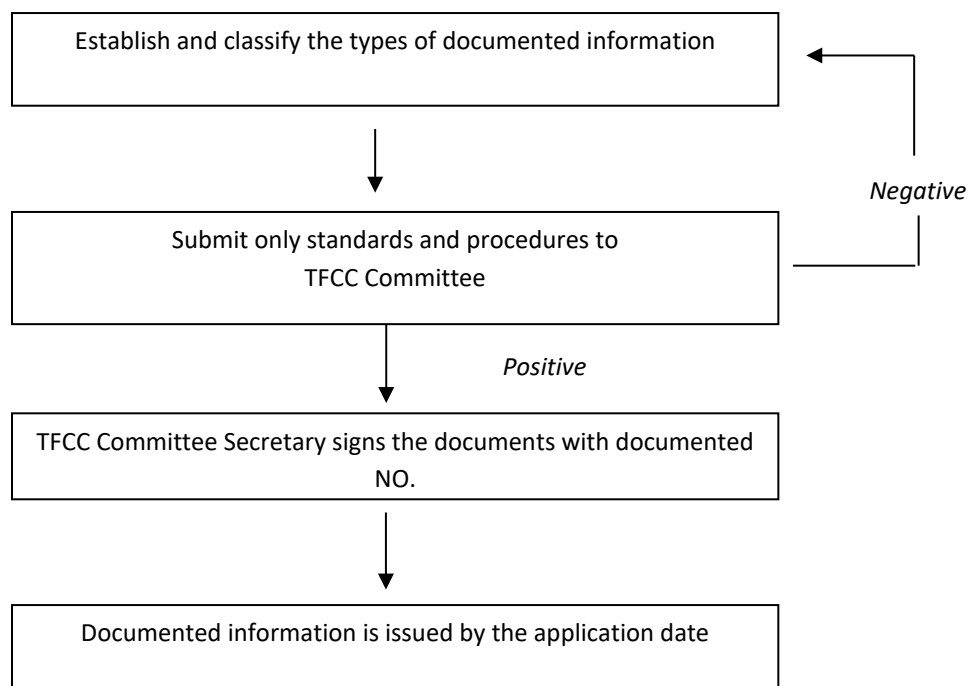 Establish and classify the types of documented information
Negative
Submit only standards and procedures to
TFCC Committee
Positive
TFCC Committee Secretary signs the documents with documented
NO.
Documented information is issued by the application date